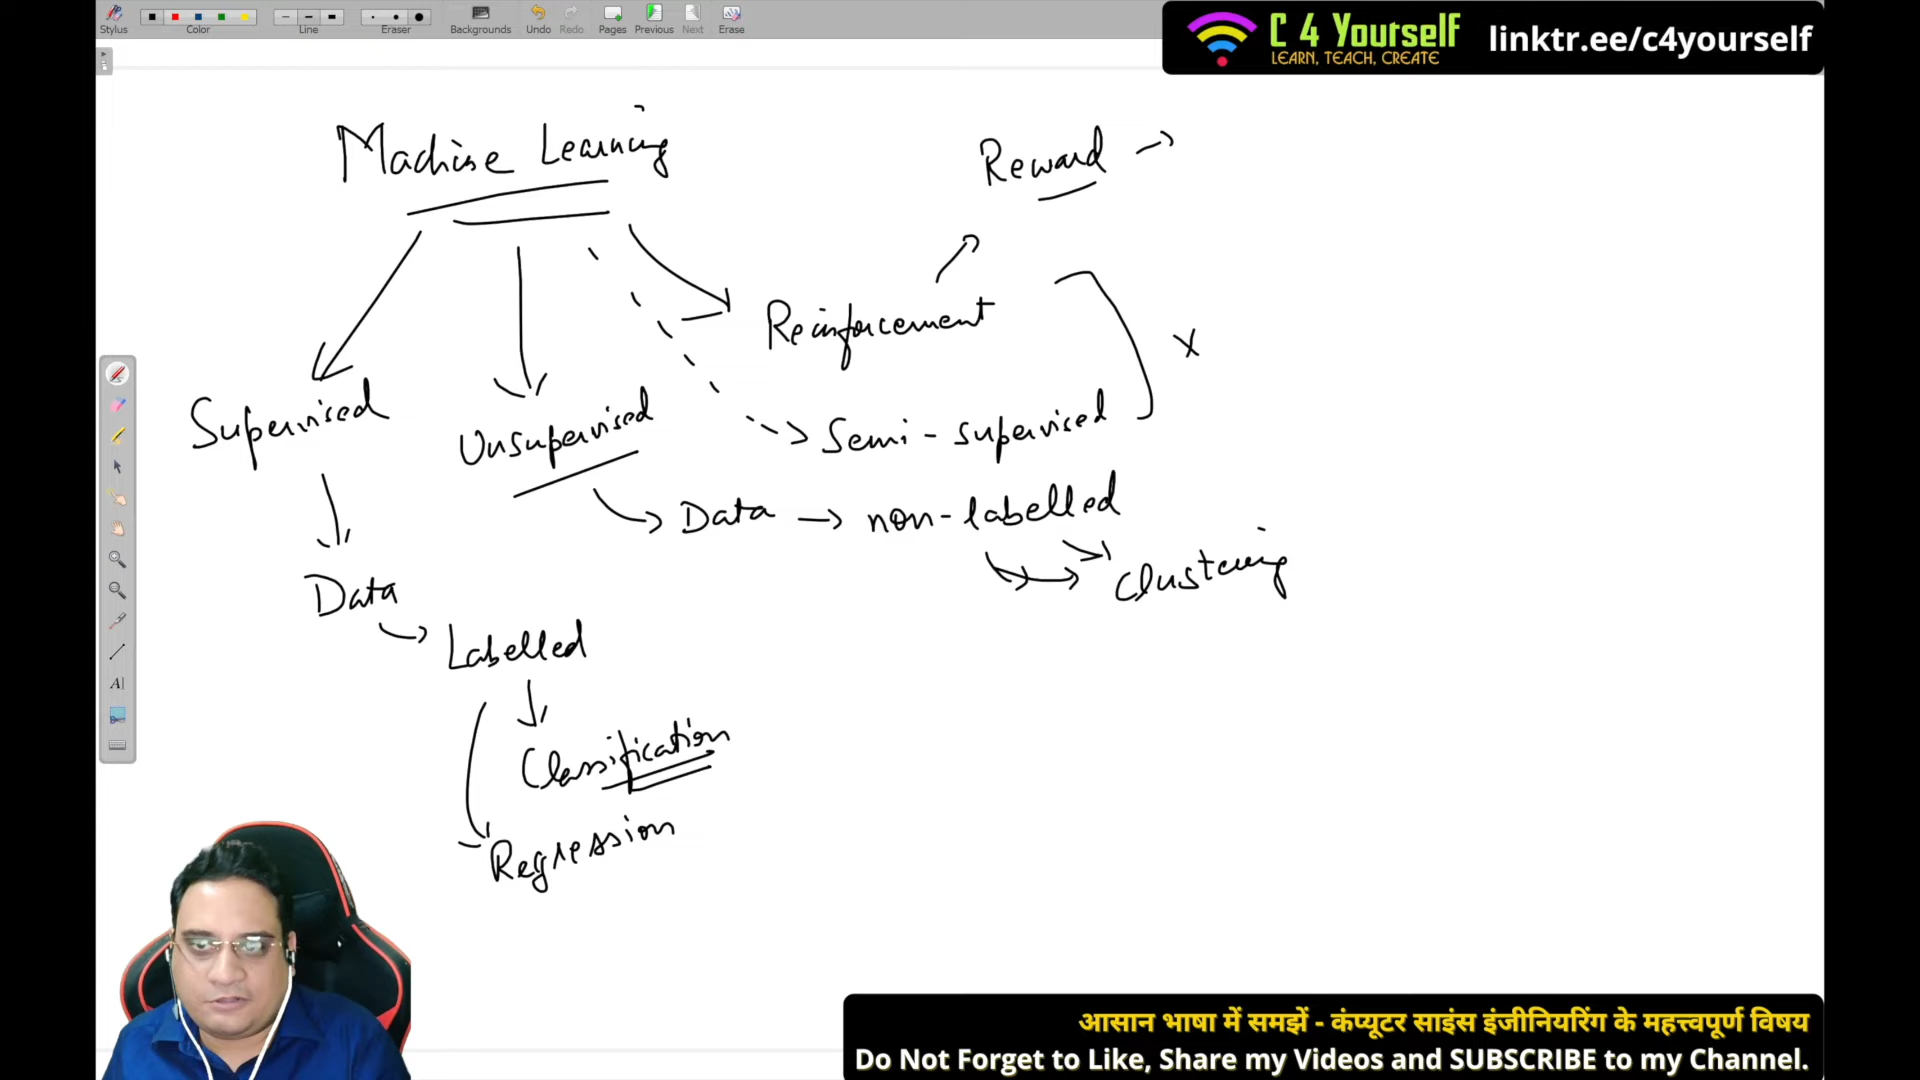 Stylus
Color
Line
Eraser
Backgrounds
Undo
Redo
Pages
Previous
Next
Erase
C 4 Yourself
LEARN, TEACH, CREATE
linktr.ee/c4yourself
Machine Learning
Reward →
Reinforcement
x
Supervised
Unsupervised
Semi - supervised
Data → non-labelled
Clustering
Data
Labelled
Classification
Regression
आसान भाषा में समझें - कंप्यूटर साइंस इंजीनियरिंग के महत्त्वपूर्ण विषय
Do Not Forget to Like, Share my Videos and SUBSCRIBE to my Channel.